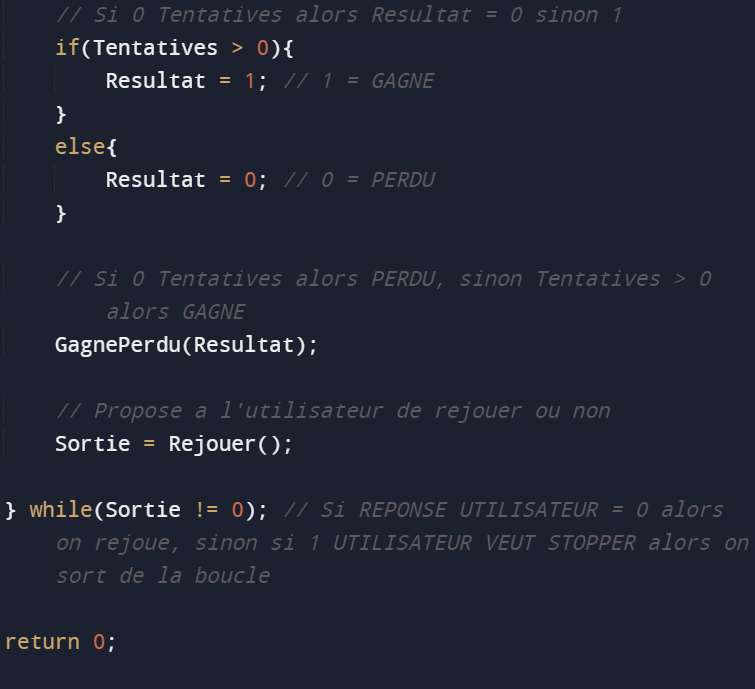 // Si 0 Tentatives alors Resultat = 0 sinon 1
if(Tentatives > 0){
Resultat = 1; // 1 = GAGNE
}
else{
Resultat = 0; // 0 = PERDU
}
// Si 0 Tentatives alors PERDU, sinon Tentatives > 0
alors GAGNE
GagnePerdu(Resultat);
// Propose a l'utilisateur de rejouer ou non
Sortie = Rejouer();
} while(Sortie != 0); // Si REPONSE UTILISATEUR = 0 alors
on rejoue, sinon si 1 UTILISATEUR VEUT STOPPER alors on
sort de la boucle
return 0;